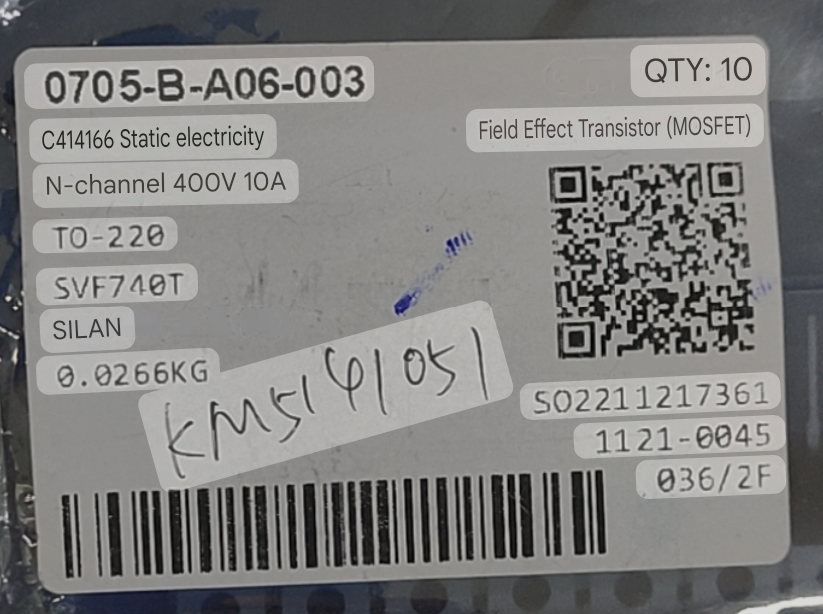 0705-B-A06-003
QTY: 10
C414166 Static electricity
Field Effect Transistor (MOSFET)
N-channel 400V 10A
TO-220
SVF740T
SILAN
0.0266KG
KM5141051
SO2211217361
1121-0045
036/2F